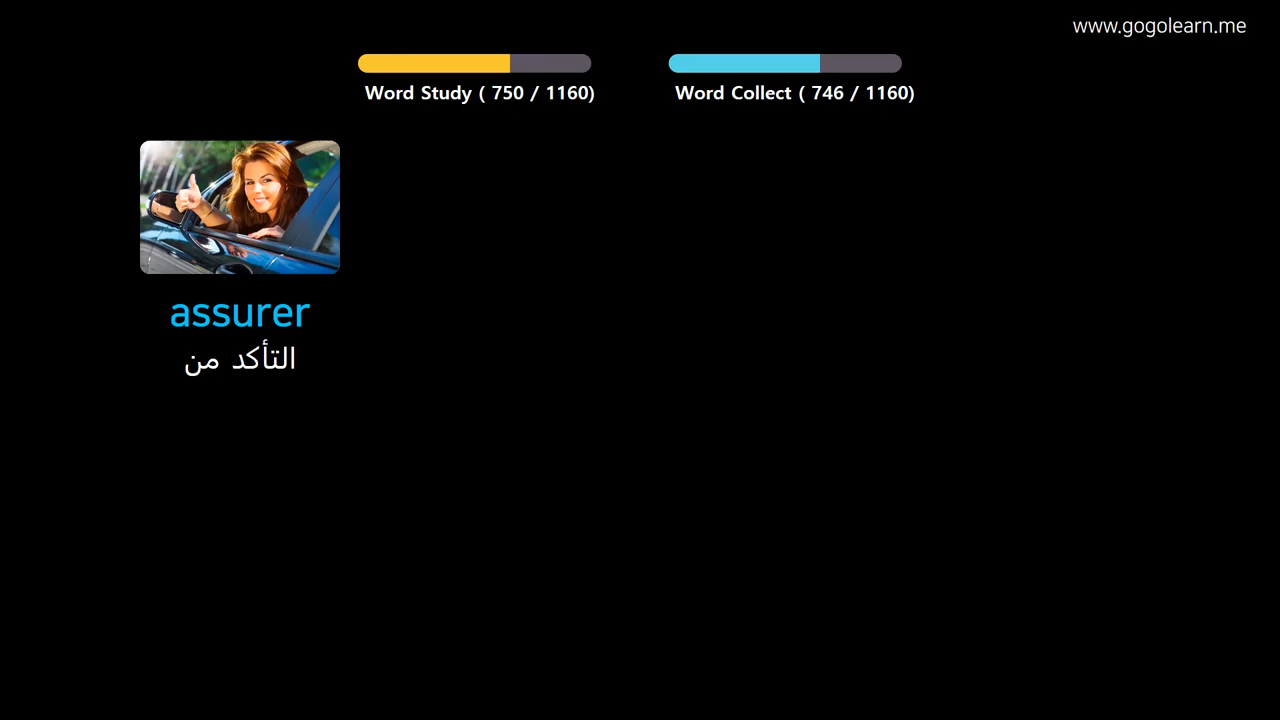 www.gogolearn.me
Word Study ( 750 / 1160)
Word Collect ( 746 / 1160)
assurer
التأكد من